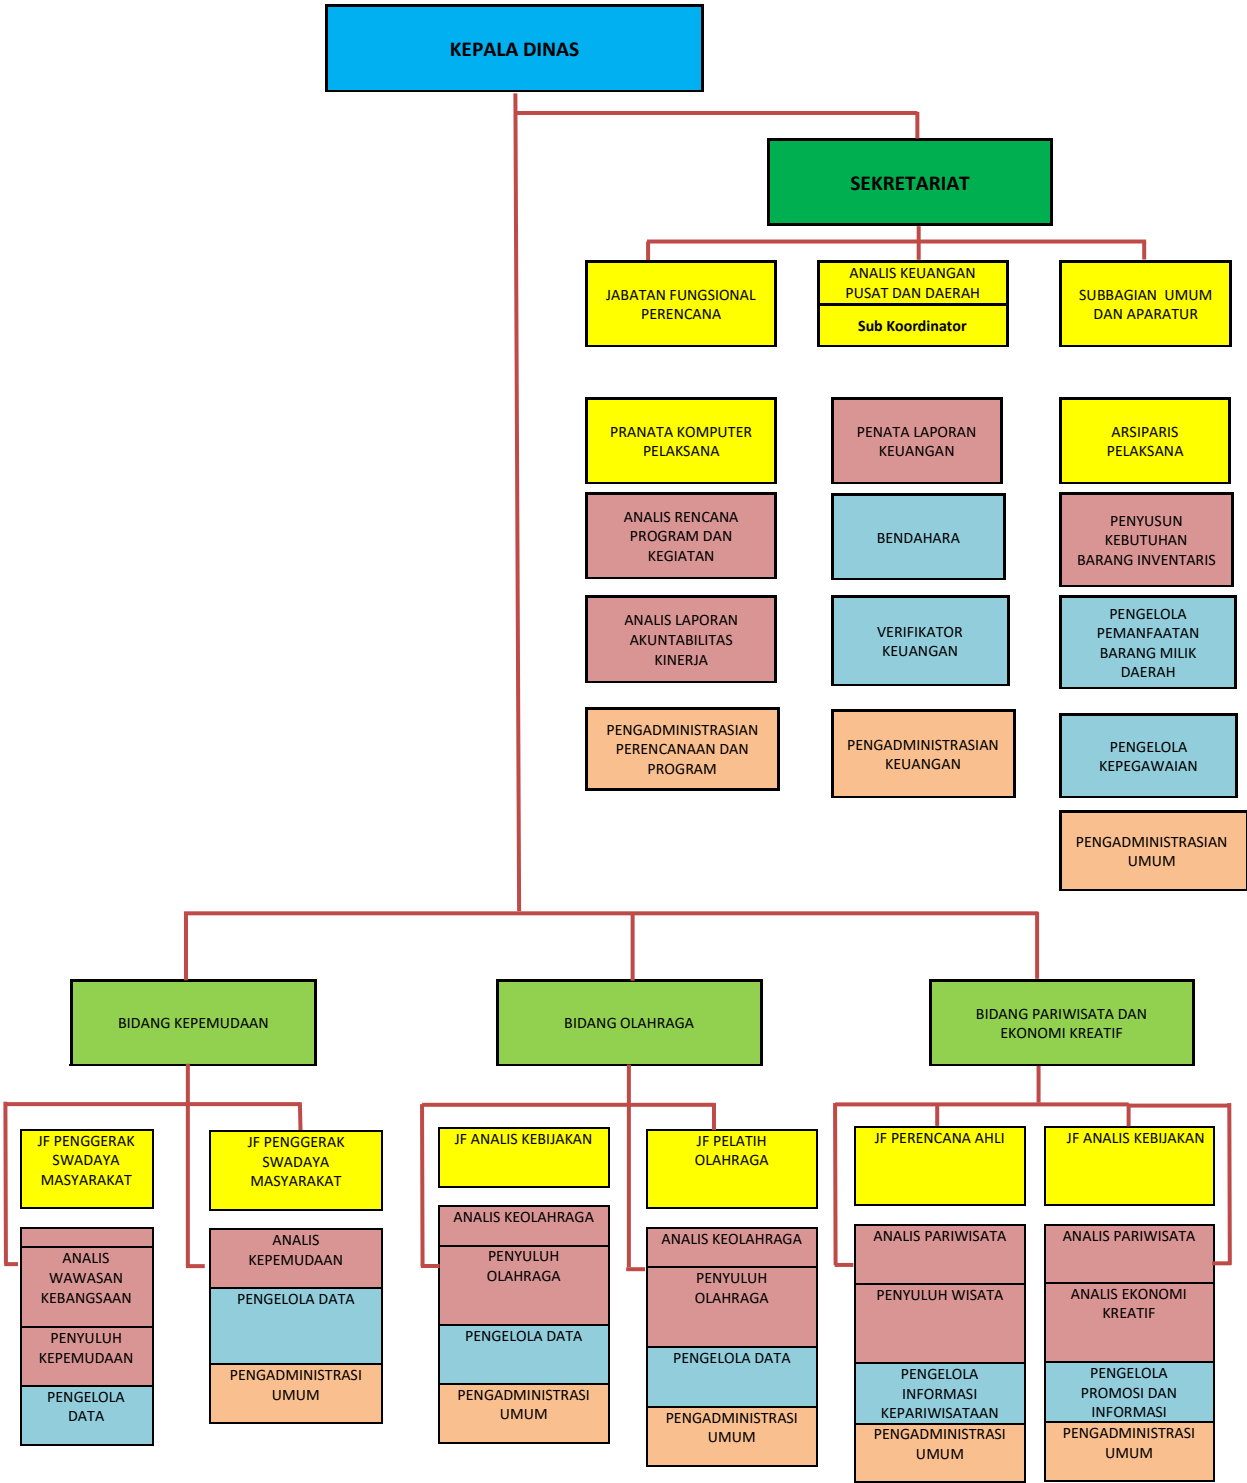 KEPALA DINAS
SEKRETARIAT
JABATAN FUNGSIONAL
PERENCANA
ANALIS KEUANGAN
PUSAT DAN DAERAH
Sub Koordinator
SUBBAGIAN UMUM
DAN APARATUR
PRANATA KOMPUTER
PELAKSANA
PENATA LAPORAN
KEUANGAN
ARSIPARIS
PELAKSANA
ANALIS RENCANA
PROGRAM DAN
KEGIATAN
BENDAHARA
PENYUSUN
KEBUTUHAN
BARANG INVENTARIS
ANALIS LAPORAN
AKUNTABILITAS
KINERJA
VERIFIKATOR
KEUANGAN
PENGELOLA
PEMANFAATAN
BARANG MILIK
DAERAH
PENGADMINISTRASIAN
PERENCANAAN DAN
PROGRAM
PENGADMINISTRASIAN
KEUANGAN
PENGELOLA
KEPEGAWAIAN
PENGADMINISTRASIAN
UMUM
BIDANG KEPEMUDAAN
BIDANG OLAHRAGA
BIDANG PARIWISATA DAN
EKONOMI KREATIF
JF PENGGERAK
SWADAYA
MASYARAKAT
ANALIS
WAWASAN
KEBANGSAAN
PENYULUH
KEPEMUDAAN
PENGELOLA
DATA
JF PENGGERAK
SWADAYA
MASYARAKAT
ANALIS
KEPEMUDAAN
PENGELOLA DATA
PENGADMINISTRASI
UMUM
JF ANALIS KEBIJAKAN
ANALIS KEOLAHRAGA
PENYULUH
OLAHRAGA
PENGELOLA DATA
PENGADMINISTRASI
UMUM
JF PELATIH
OLAHRAGA
ANALIS KEOLAHRAGA
PENYULUH
OLAHRAGA
PENGELOLA DATA
PENGADMINISTRASI
UMUM
JF PERENCANA AHLI
ANALIS PARIWISATA
PENYULUH WISATA
PENGELOLA
INFORMASI
KEPARIWISATAAN
PENGADMINISTRASI
UMUM
JF ANALIS KEBIJAKAN
ANALIS PARIWISATA
ANALIS EKONOMI
KREATIF
PENGELOLA
PROMOSI DAN
INFORMASI
PENGADMINISTRASI
UMUM